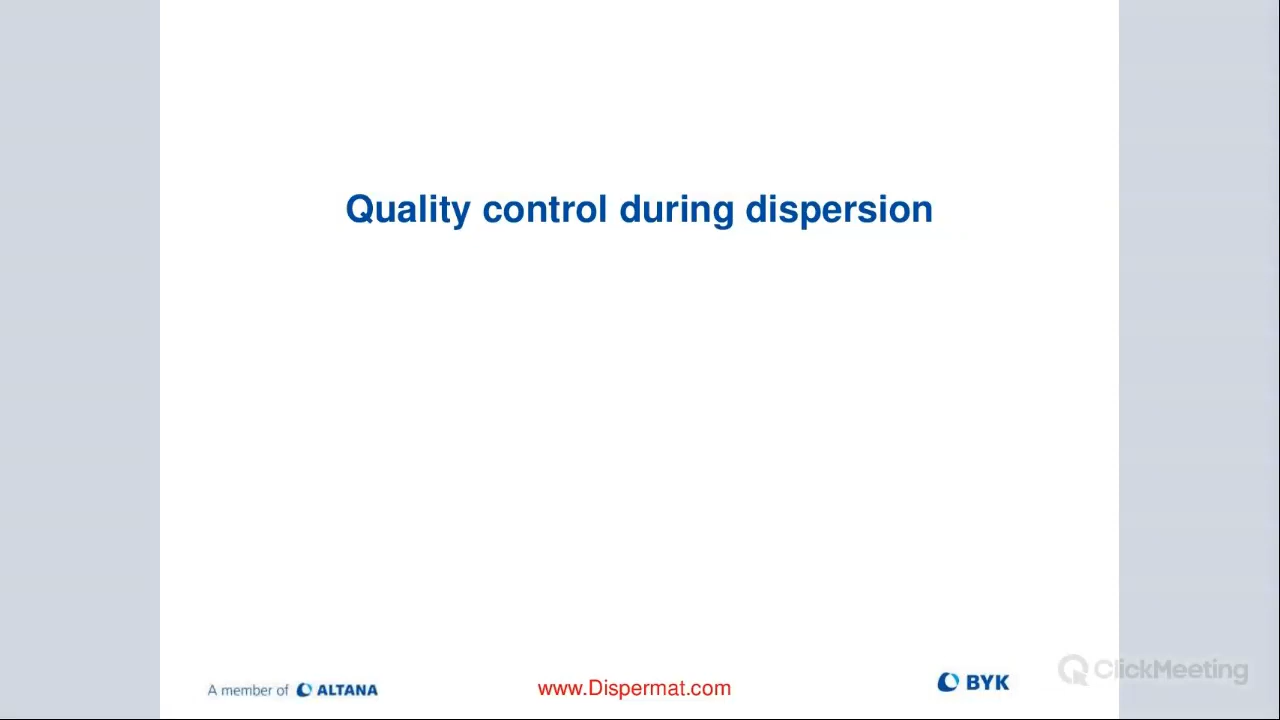 Quality control during dispersion
A member of ALTANA
www.Dispermat.com
BYK
ClickMeeting